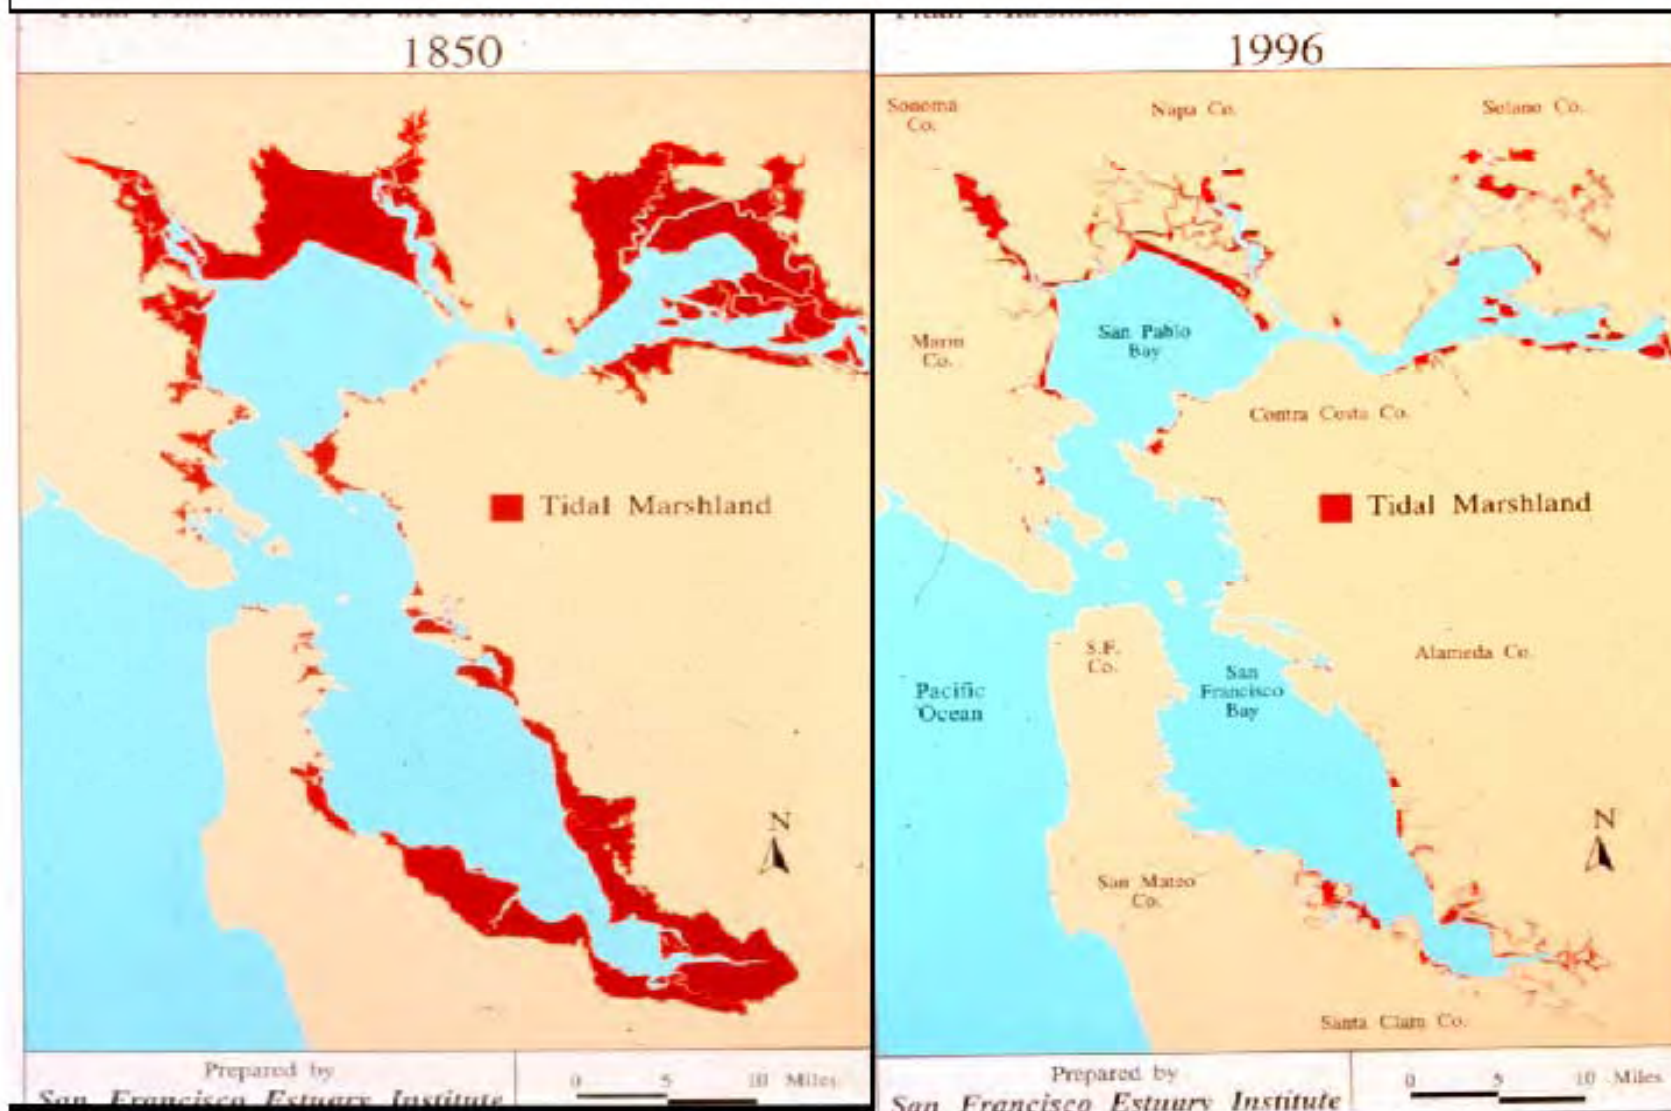 1850
Tidal Marshland
N
Prepared by
0 5 10 Miles
San Francisco Estuary Institute
1996
Sonoma
Co.
Napa Co.
Solano Co.
San Pablo
Bay
Marin
Co.
Contra Costa Co.
Tidal Marshland
S.F.
Co.
San
Francisco
Bay
Alameda Co.
Pacific
Ocean
N
San Mateo
Co.
Santa Clara Co.
Prepared by
0 5 10 Miles
San Francisco Estuary Institute